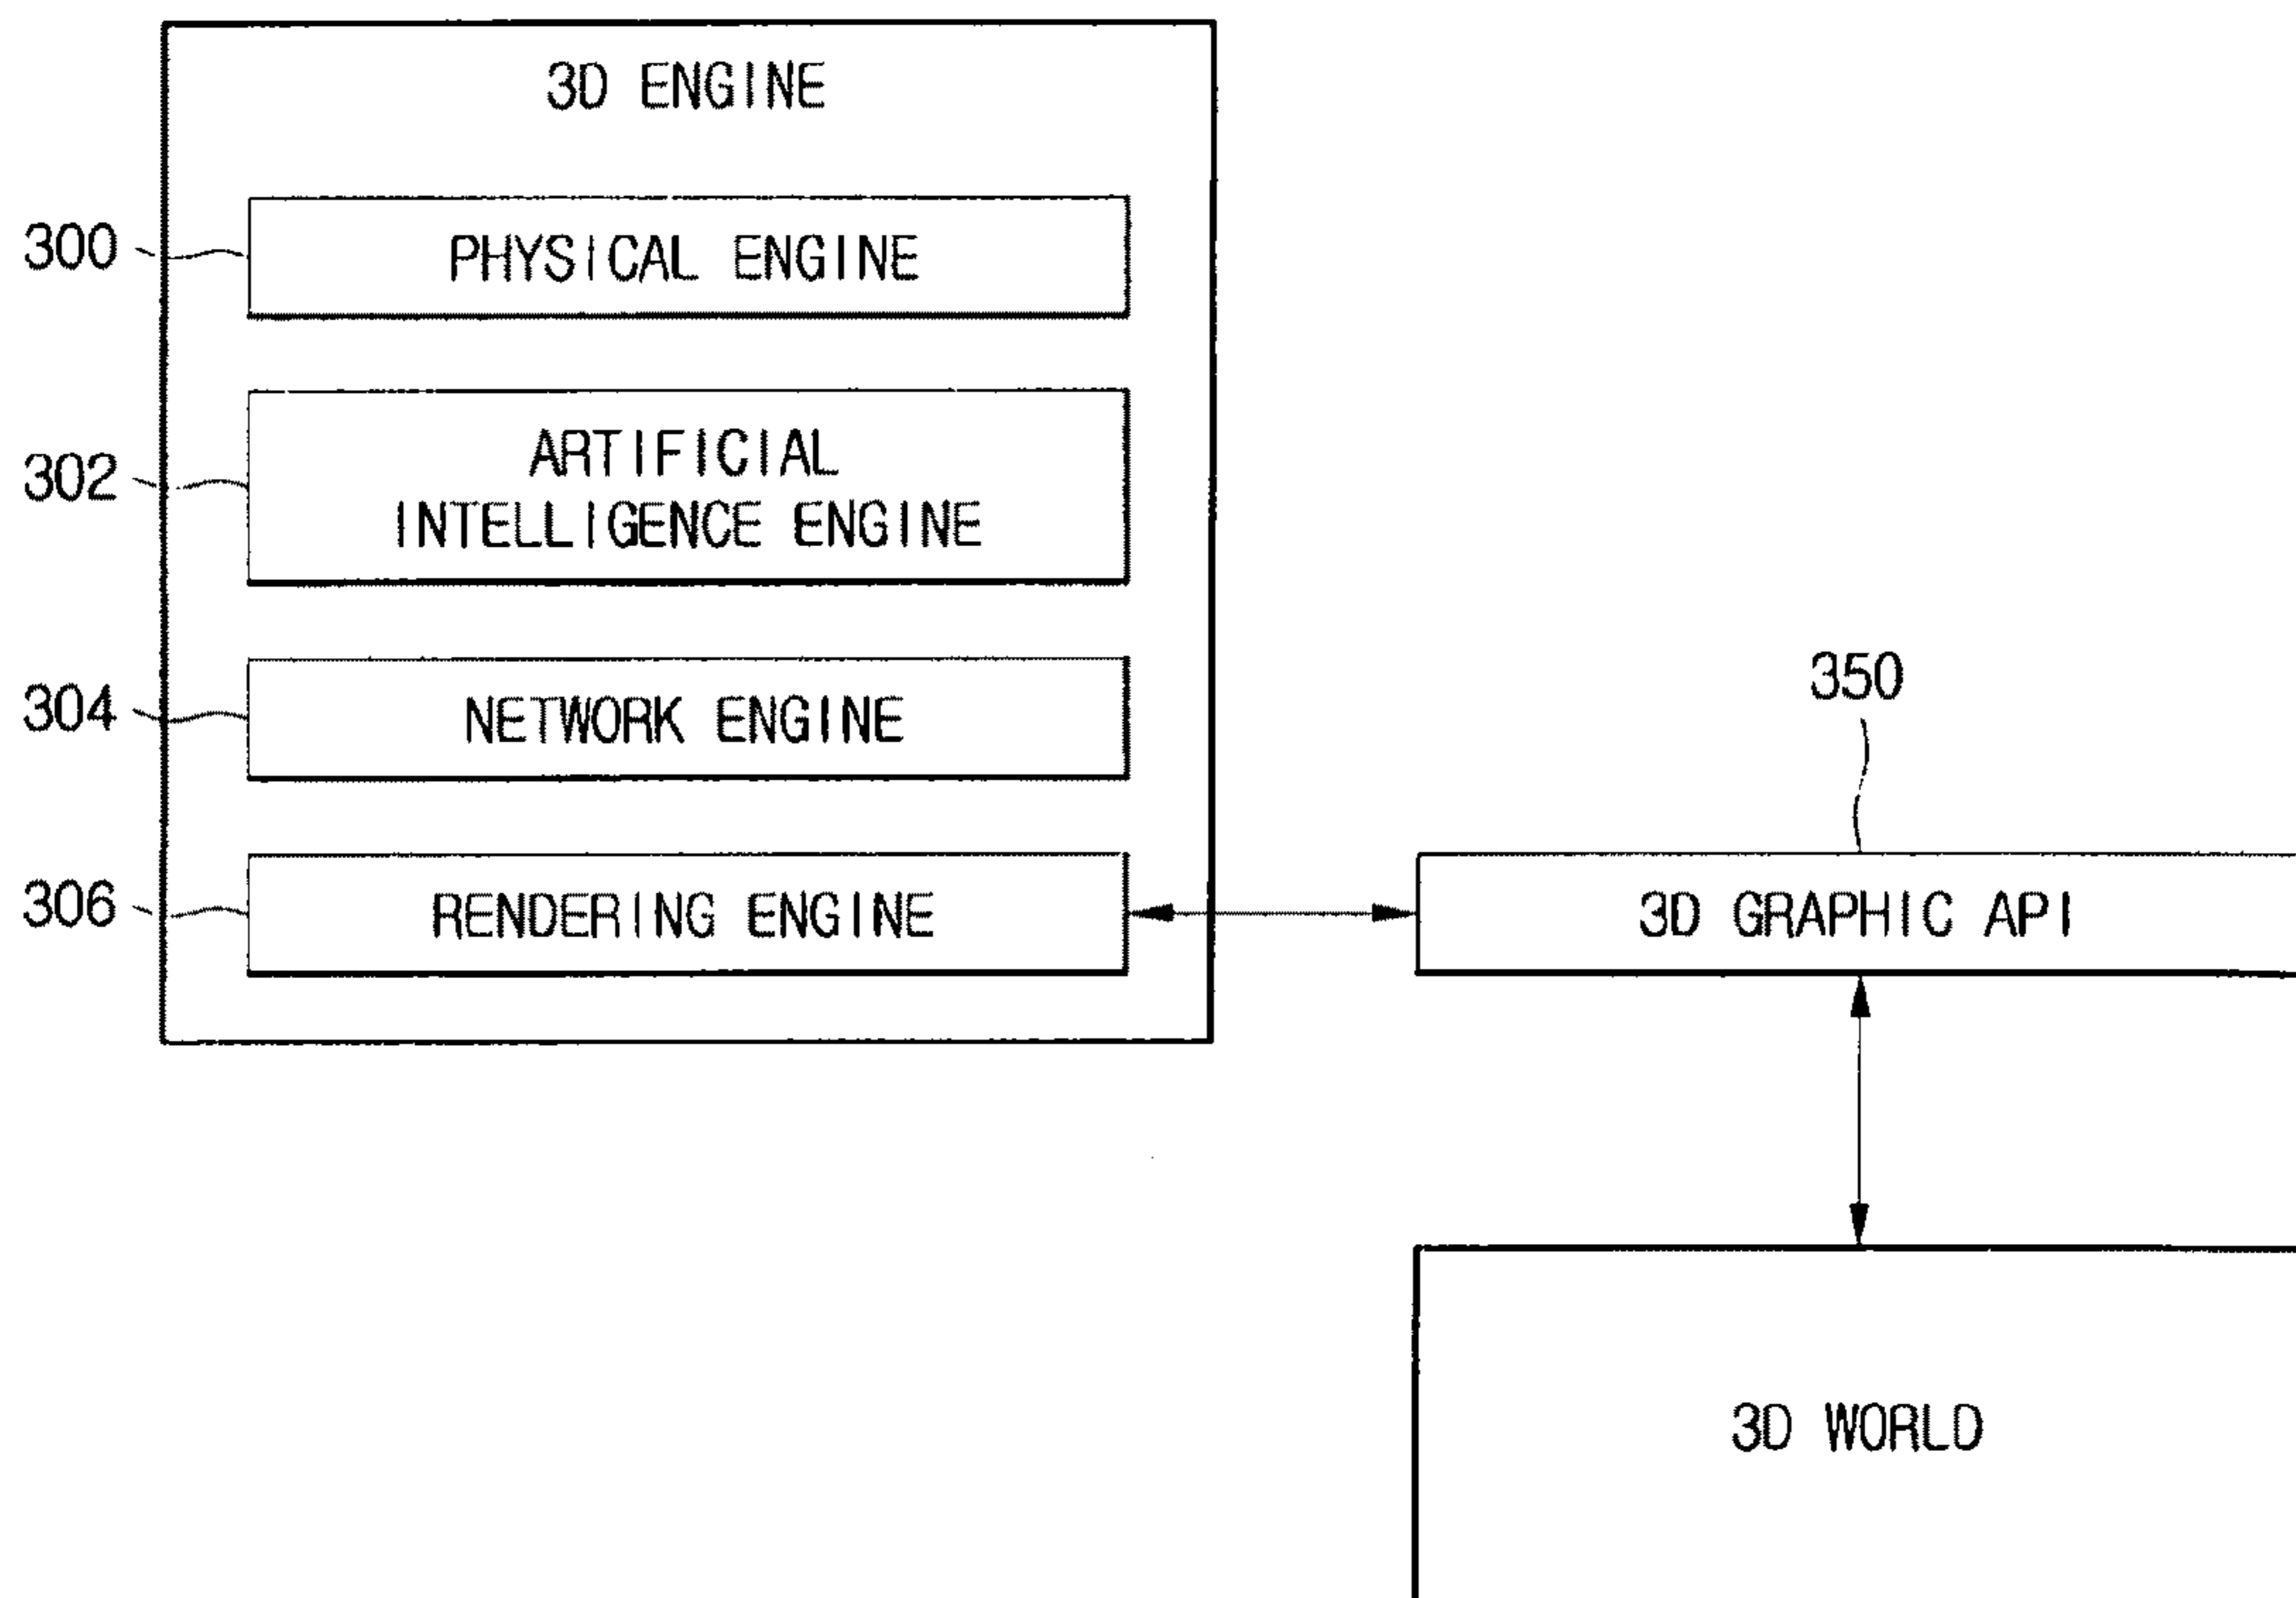 3D ENGINE
300
PHYSICAL ENGINE
302
ARTIFICIAL
INTELLIGENCE ENGINE
304
NETWORK ENGINE
350
306
RENDERING ENGINE
3D GRAPHIC API
3D WORLD